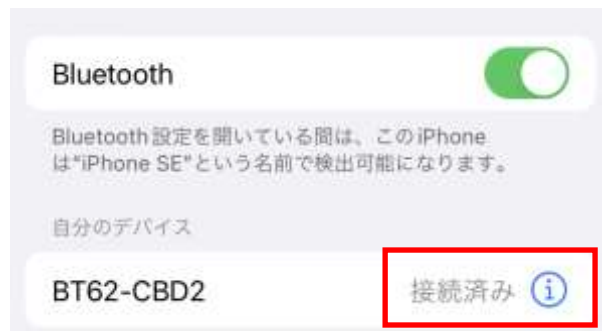 Bluetooth
Bluetooth設定を開いている間は、このiPhone
は"iPhone SE"という名前で検出可能になります。
自分のデバイス
BT62-CBD2 接続済み